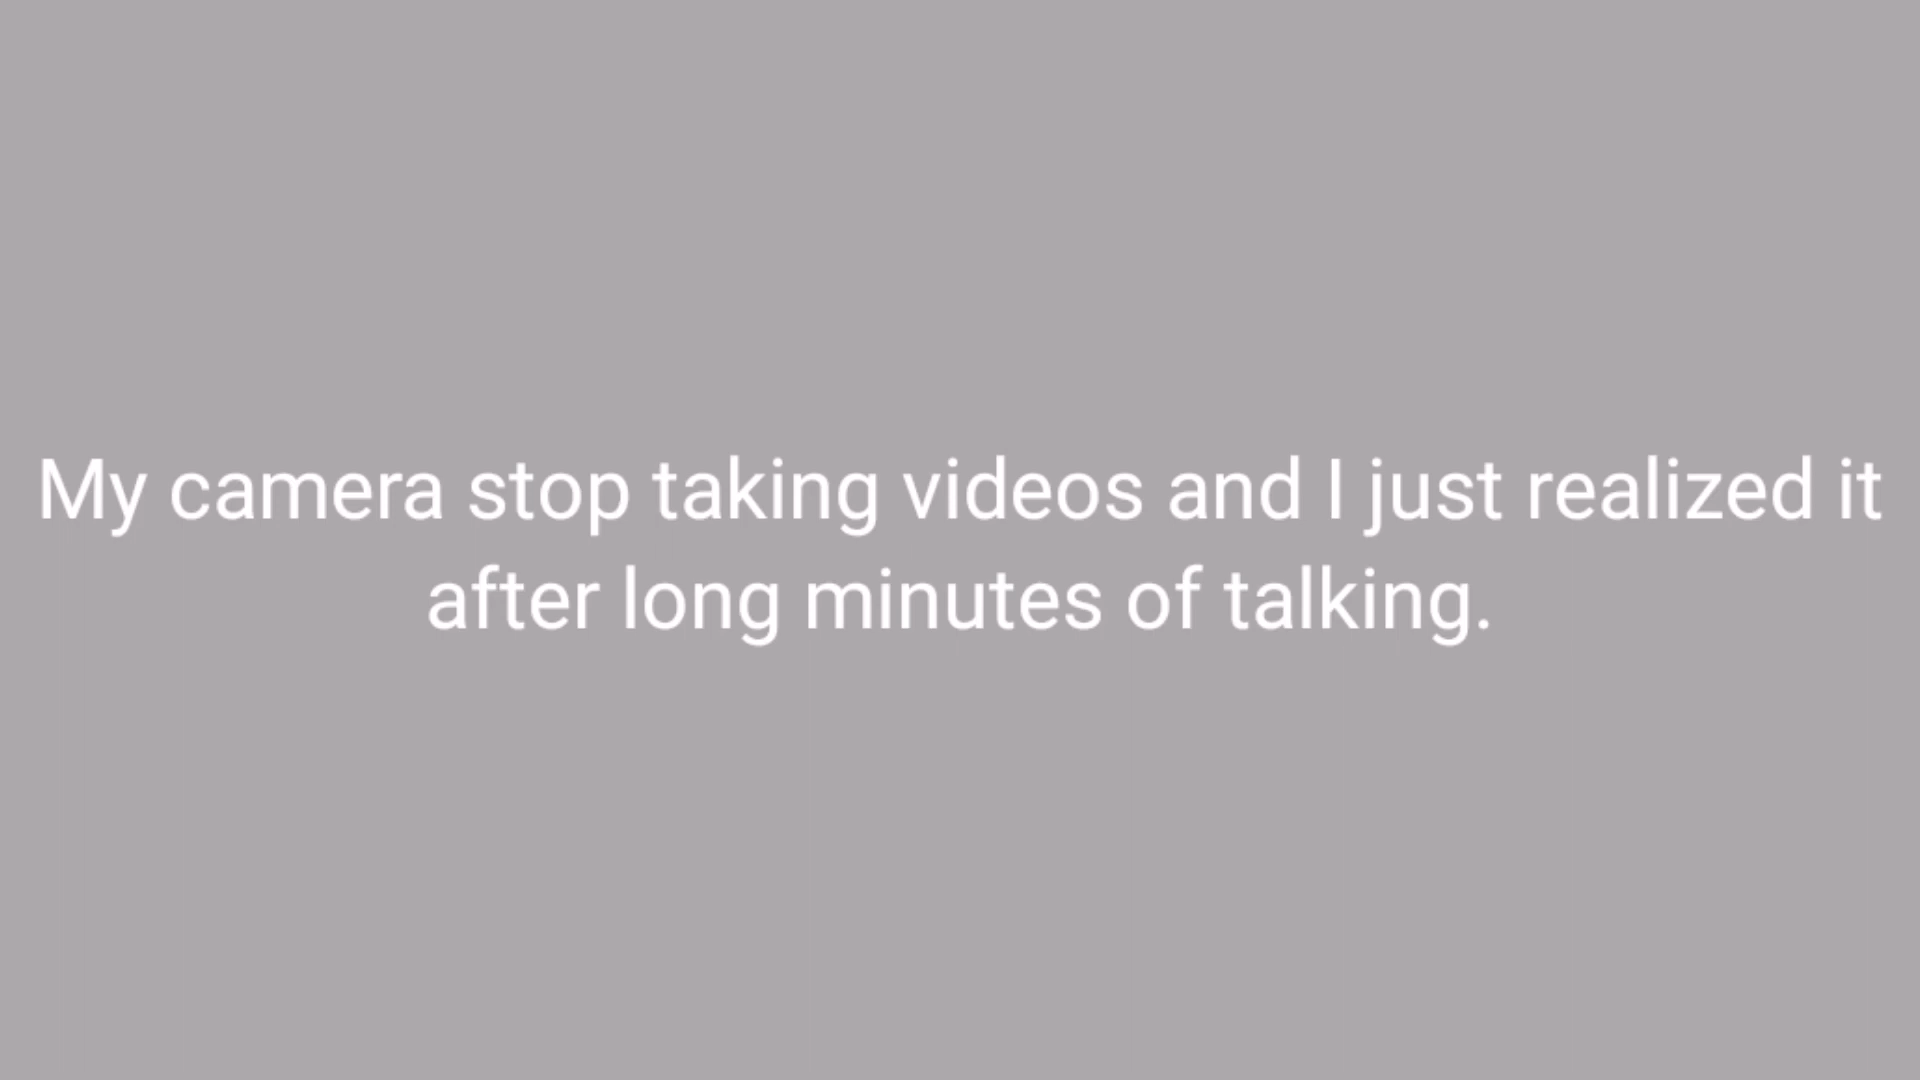 My camera stop taking videos and I just realized it
after long minutes of talking.